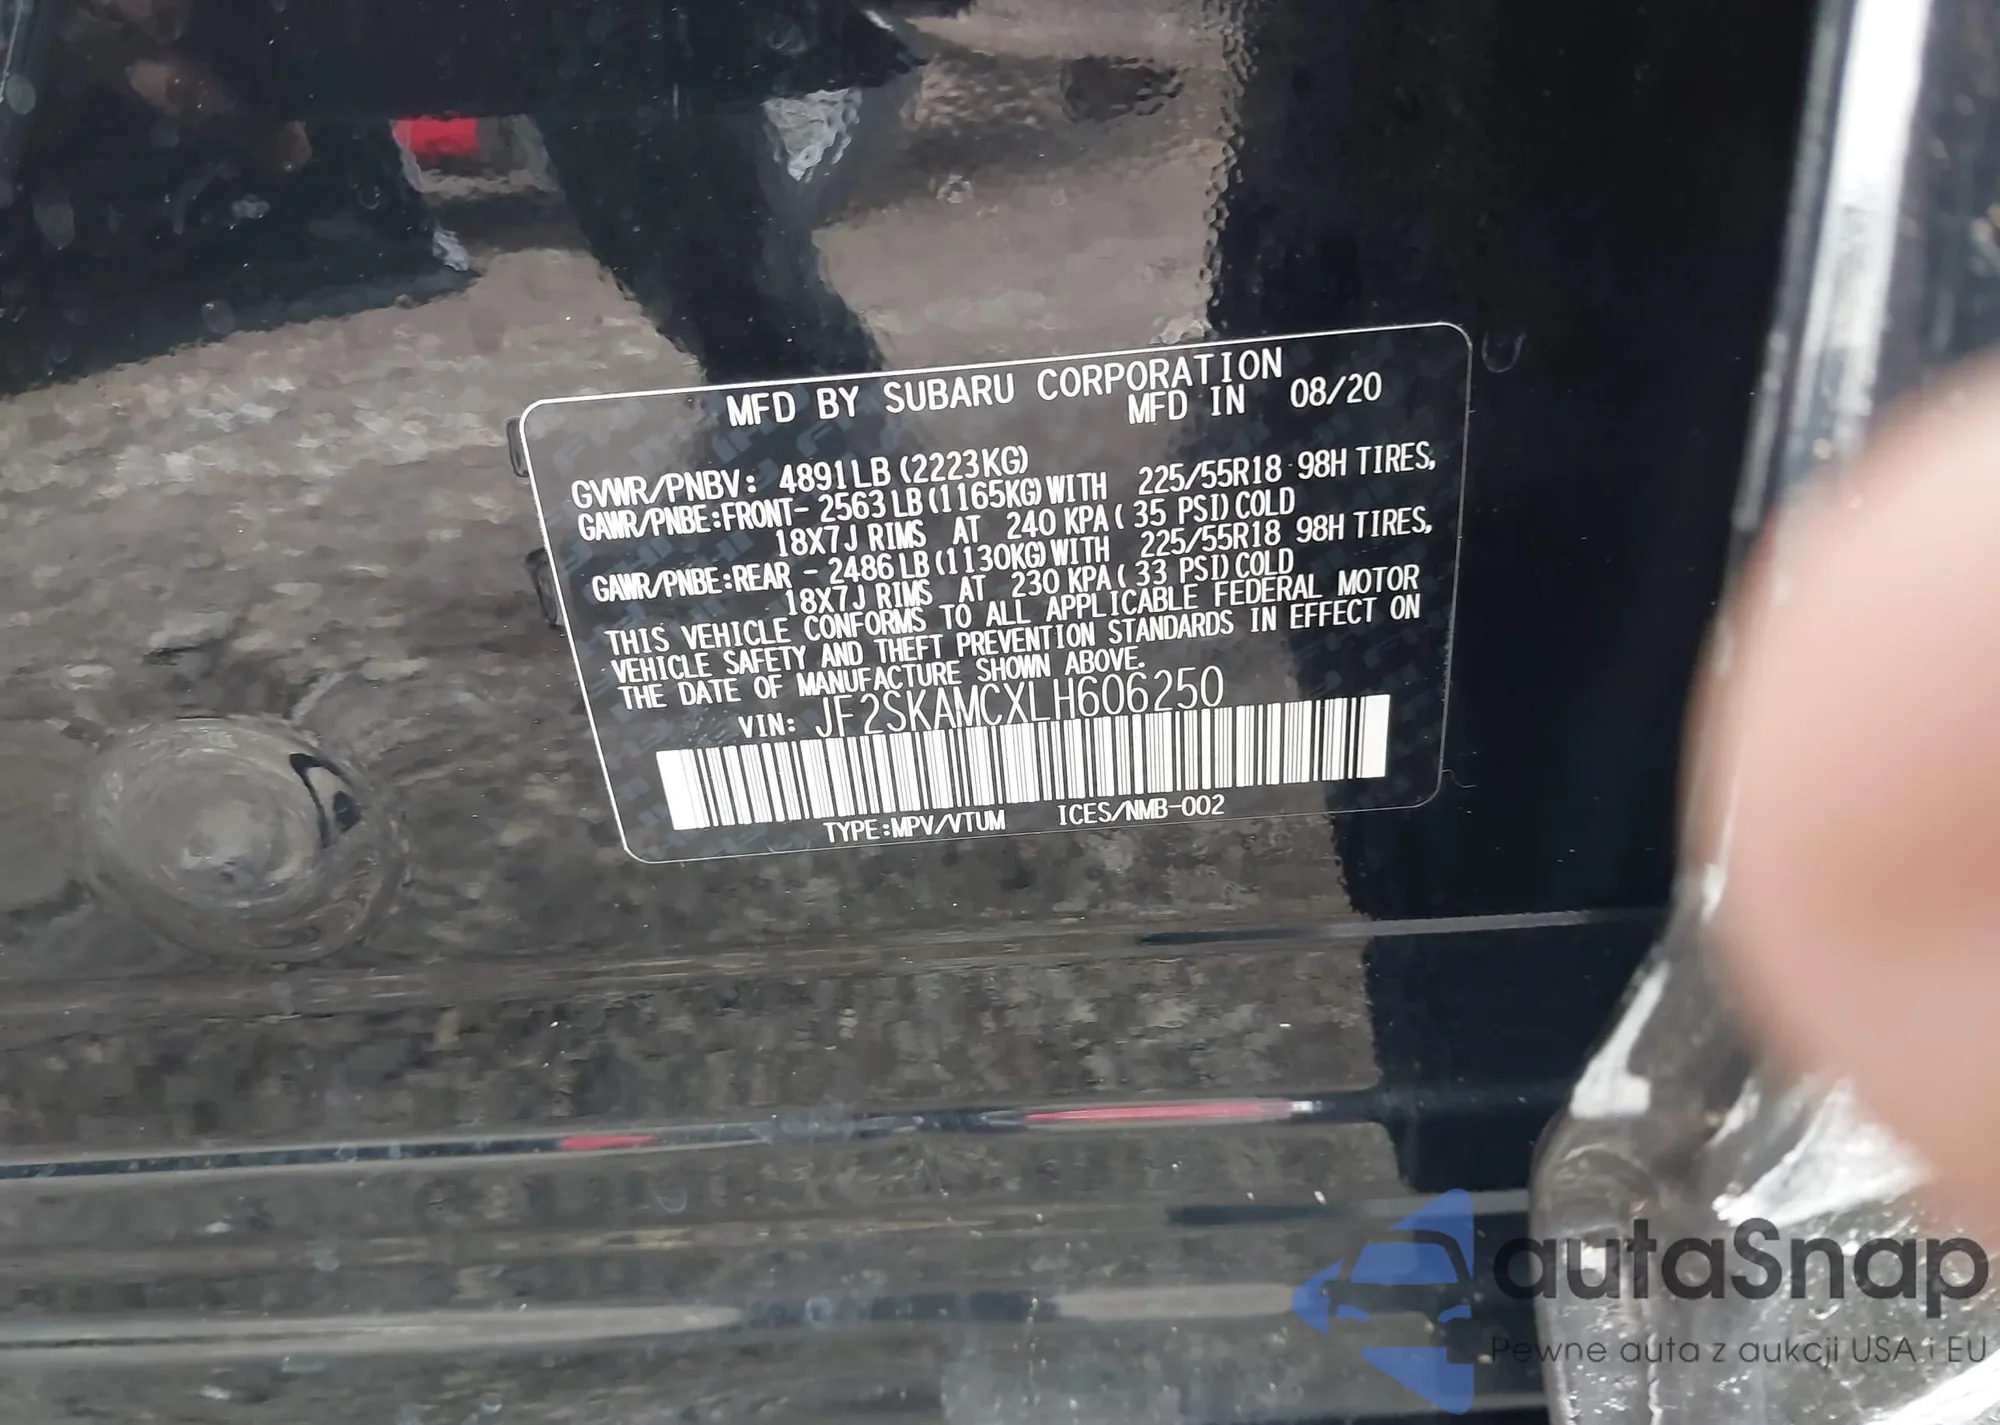 MFD BY SUBARU CORPORATION
MFD IN 08/20
GVWR/PNBV: 4891LB (2223KG)
GAWR/PNBE:FRONT- 2563LB(1165KG)WITH 225/55R18 98H TIRES,
18X7J RIMS AT 240 KPA( 35 PSI)COLD
GAWR/PNBE:REAR - 2486LB(1130KG)WITH 225/55R18 98H TIRES,
18X7J RIMS AT 230 KPA( 33 PSI)COLD
THIS VEHICLE CONFORMS TO ALL APPLICABLE FEDERAL MOTOR
VEHICLE SAFETY AND THEFT PREVENTION STANDARDS IN EFFECT ON
THE DATE OF MANUFACTURE SHOWN ABOVE.
VIN: JF2SKAMCXLH606250
TYPE:MPV/VTUM ICES/NMB-002
autaSnap
Pewne auta z aukcji USA i EU